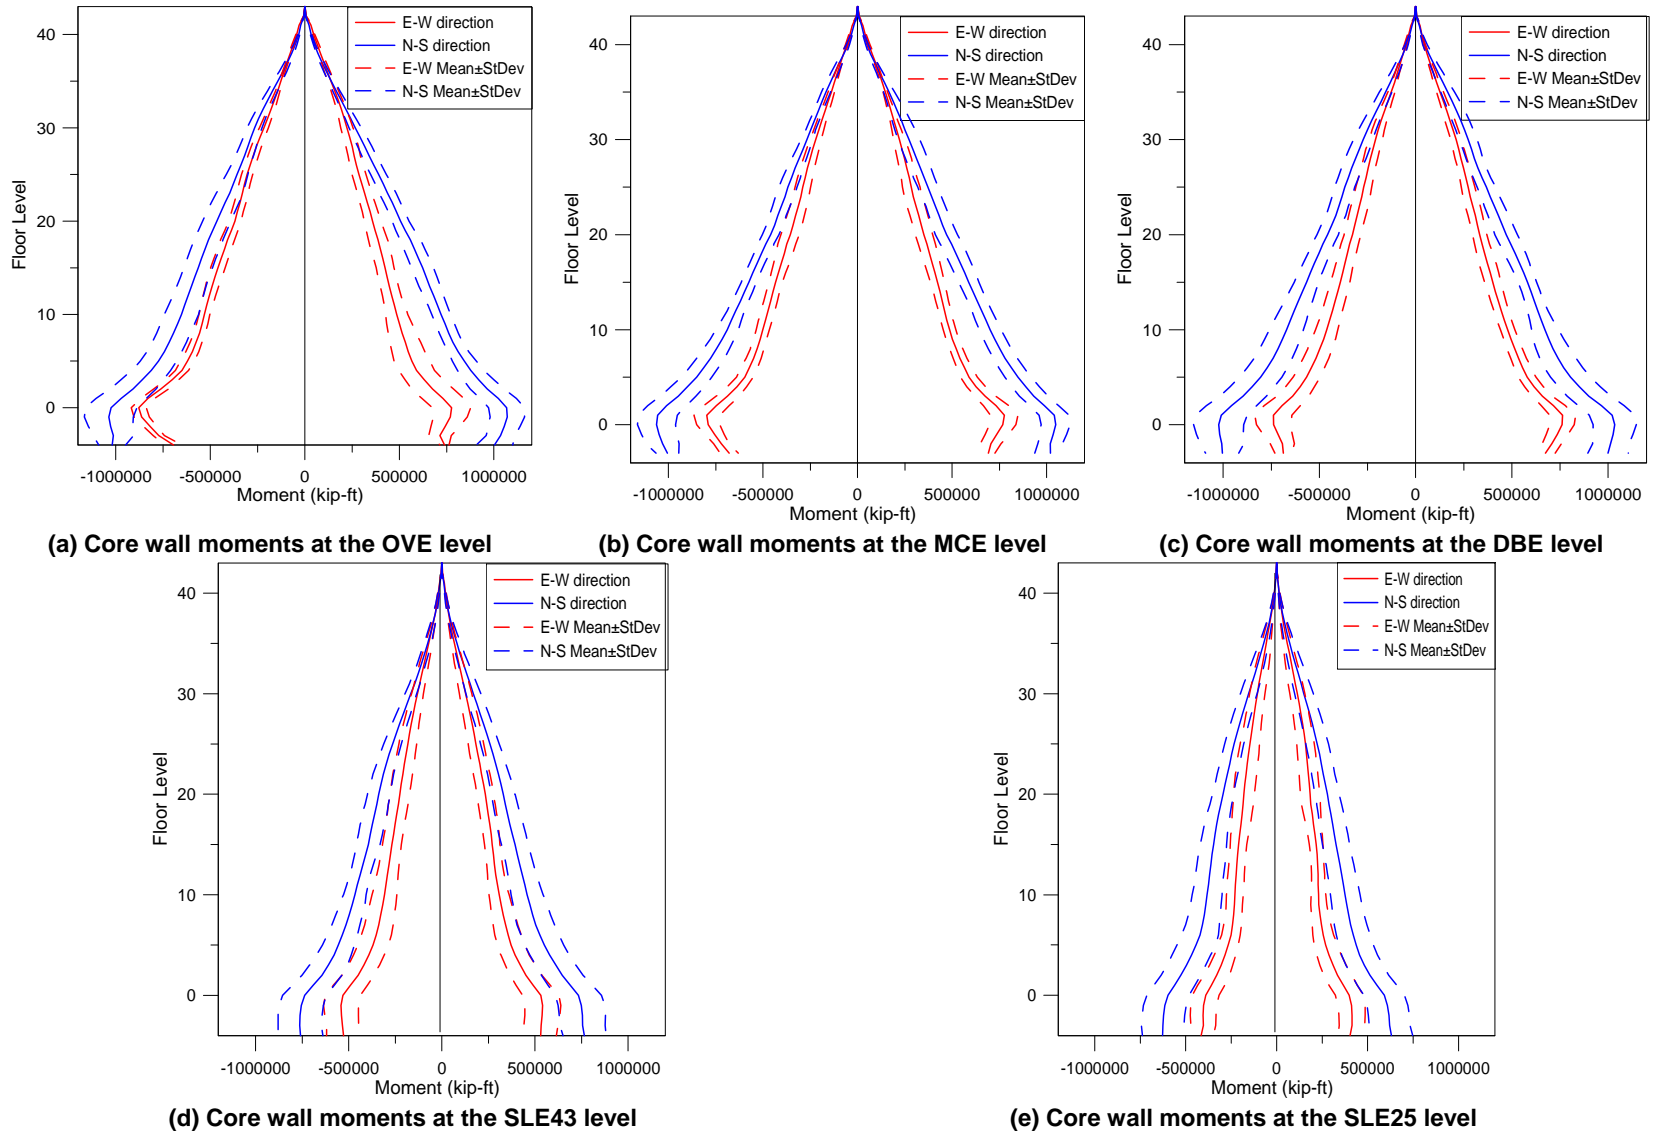 40
30
20
10
0
Floor Level
E-W direction
N-S direction
E-W Mean±StDev
N-S Mean±StDev
-1000000 -500000 0 500000 1000000
Moment (kip-ft)
(a) Core wall moments at the OVE level
40
30
20
10
0
Floor Level
E-W direction
N-S direction
E-W Mean±StDev
N-S Mean±StDev
-1000000 -500000 0 500000 1000000
Moment (kip-ft)
(b) Core wall moments at the MCE level
40
30
20
10
0
Floor Level
E-W direction
N-S direction
E-W Mean±StDev
N-S Mean±StDev
-1000000 -500000 0 500000 1000000
Moment (kip-ft)
(c) Core wall moments at the DBE level
40
30
20
10
0
Floor Level
E-W direction
N-S direction
E-W Mean±StDev
N-S Mean±StDev
-1000000 -500000 0 500000 1000000
Moment (kip-ft)
(d) Core wall moments at the SLE43 level
40
30
20
10
0
Floor Level
E-W direction
N-S direction
E-W Mean±StDev
N-S Mean±StDev
-1000000 -500000 0 500000 1000000
Moment (kip-ft)
(e) Core wall moments at the SLE25 level